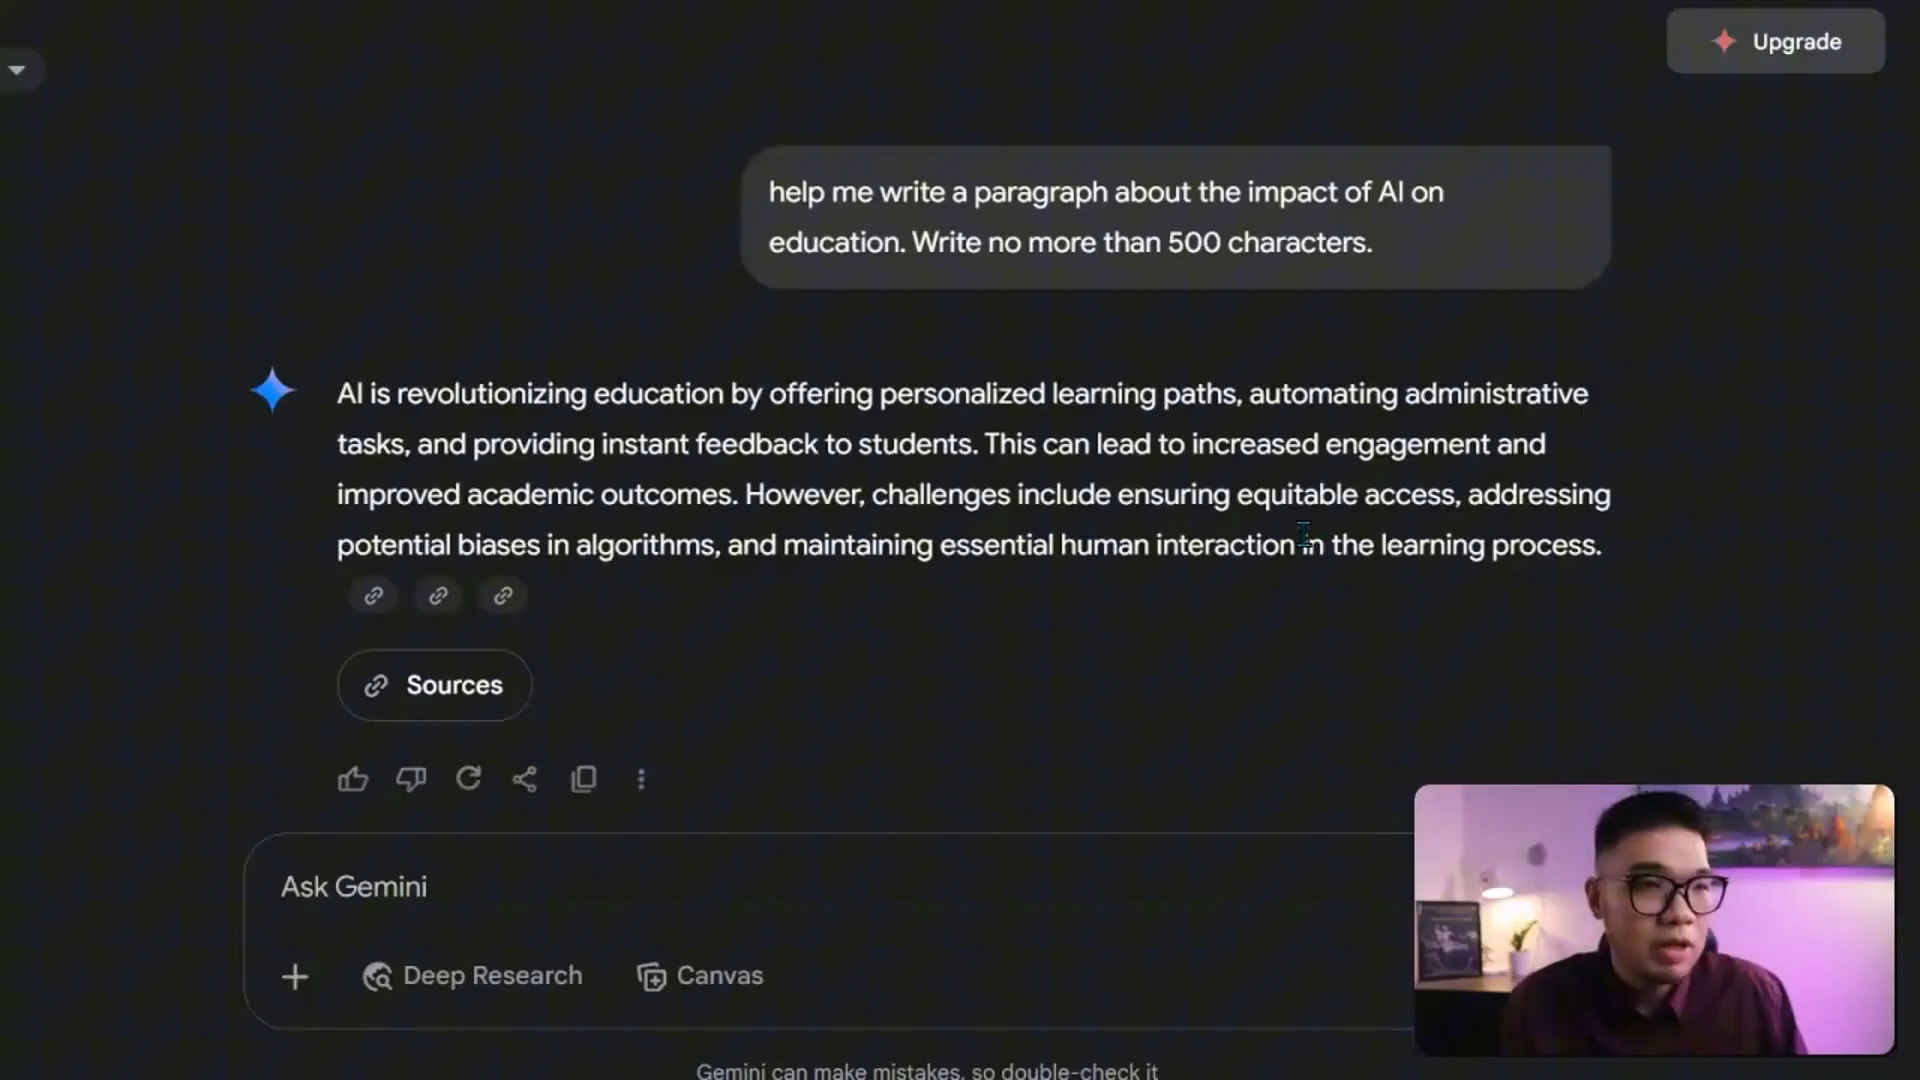 Upgrade
help me write a paragraph about the impact of AI on
education. Write no more than 500 characters.
AI is revolutionizing education by offering personalized learning paths, automating administrative
tasks, and providing instant feedback to students. This can lead to increased engagement and
improved academic outcomes. However, challenges include ensuring equitable access, addressing
potential biases in algorithms, and maintaining essential human interaction in the learning process.
Sources
Ask Gemini
Deep Research
Canvas
Gemini can make mistakes, so double-check it